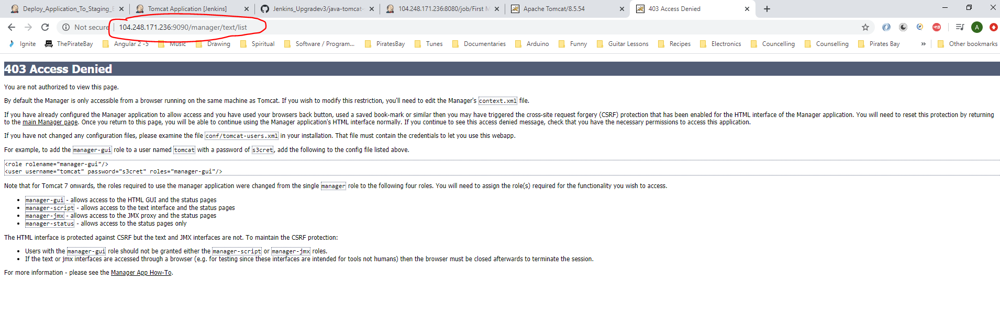 Deploy_Application_To_Staging_E
Tomcat Application [Jenkins]
Jenkins_Upgradev3/java-tomcat-
104.248.171.236:8080/job/First M
Apache Tomcat/8.5.54
403 Access Denied
Not secure
104.248.171.236:9090/manager/text/list
A
Ignite
ThePirateBay
Angular 2 -5
Music
Drawing
Spiritual
Software / Program...
PiratesBay
Tunes
Documentaries
Arduino
Funny
Guitar Lessons
Recipes
Electronics
Councelling
Counselling
Pirates Bay
»
Other bookmarks
403 Access Denied
You are not authorized to view this page.
By default the Manager is only accessible from a browser running on the same machine as Tomcat. If you wish to modify this restriction, you'll need to edit the Manager's context.xml file.
If you have already configured the Manager application to allow access and you have used your browsers back button, used a saved book-mark or similar then you may have triggered the cross-site request forgery (CSRF) protection that has been enabled for the HTML interface of the Manager application. You will need to reset this protection by returning
to the main Manager page. Once you return to this page, you will be able to continue using the Manager application's HTML interface normally. If you continue to see this access denied message, check that you have the necessary permissions to access this application.
If you have not changed any configuration files, please examine the file conf/tomcat-users.xml in your installation. That file must contain the credentials to let you use this webapp.
For example, to add the manager-gui role to a user named tomcat with a password of s3cret, add the following to the config file listed above.
<role rolename="manager-gui"/>
<user username="tomcat" password="s3cret" roles="manager-gui"/>
Note that for Tomcat 7 onwards, the roles required to use the manager application were changed from the single manager role to the following four roles. You will need to assign the role(s) required for the functionality you wish to access.
• manager-gui - allows access to the HTML GUI and the status pages
• manager-script - allows access to the text interface and the status pages
• manager-jmx - allows access to the JMX proxy and the status pages
• manager-status - allows access to the status pages only
The HTML interface is protected against CSRF but the text and JMX interfaces are not. To maintain the CSRF protection:
• Users with the manager-gui role should not be granted either the manager-script or manager-jmx roles.
• If the text or jmx interfaces are accessed through a browser (e.g. for testing since these interfaces are intended for tools not humans) then the browser must be closed afterwards to terminate the session.
For more information - please see the Manager App How-To.